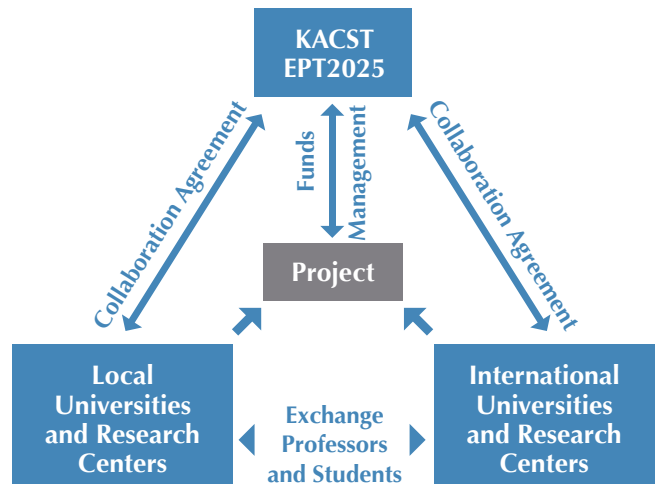 KACST
EPT2025
Collaboration Agreement
Funds
Management
Collaboration Agreement
Project
Local
Universities
and Research
Centers
Exchange
Professors
and Students
International
Universities
and Research
Centers